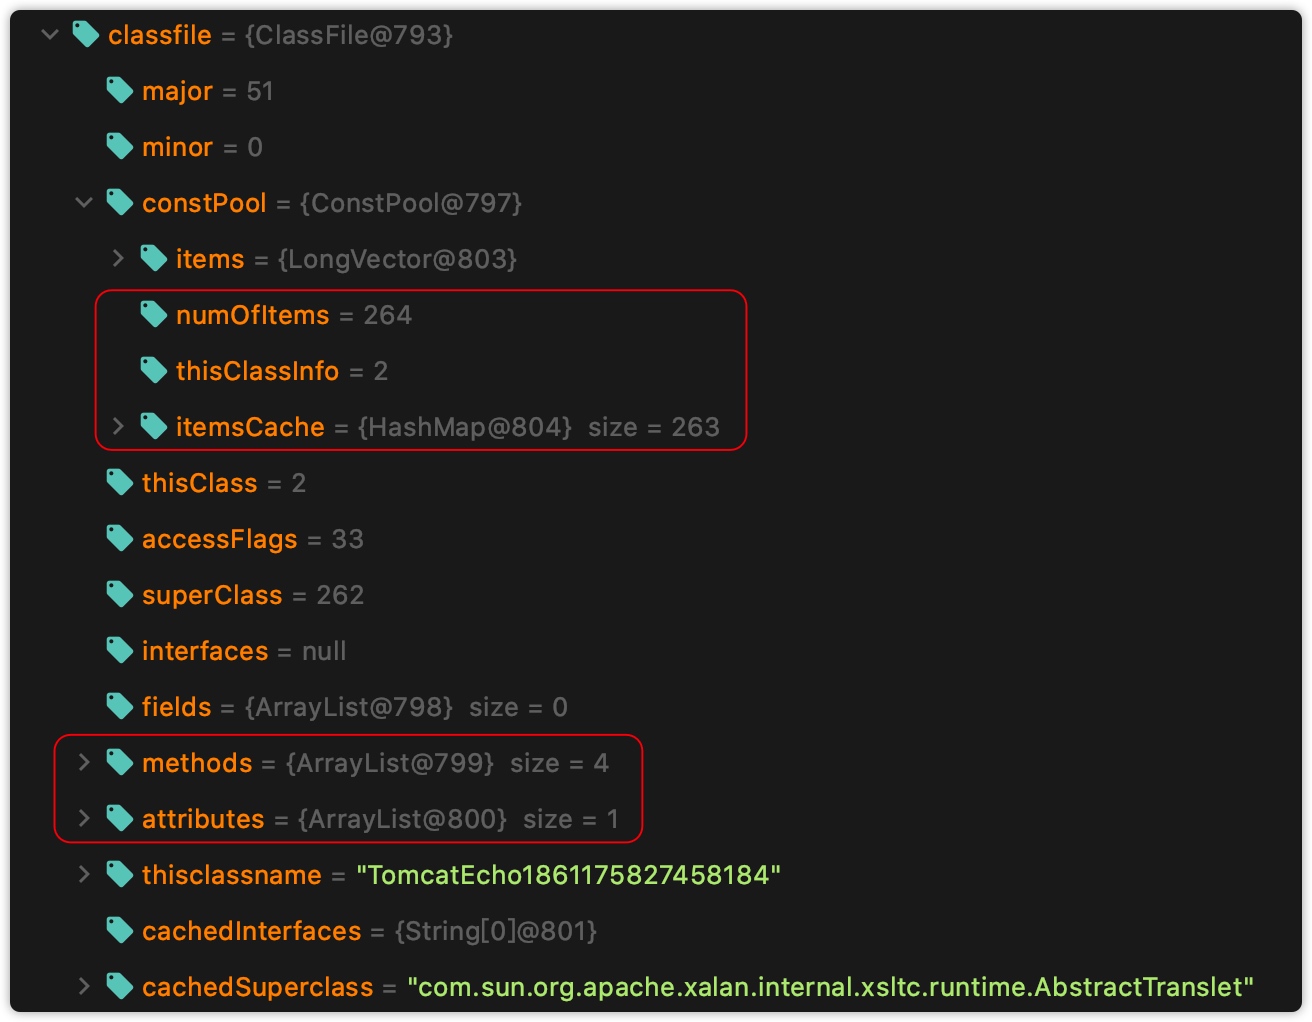 classfile = {ClassFile@793}
major = 51
minor = 0
constPool = {ConstPool@797}
items = {LongVector@803}
numOfItems = 264
thisClassInfo = 2
itemsCache = {HashMap@804} size = 263
thisClass = 2
accessFlags = 33
superClass = 262
interfaces = null
fields = {ArrayList@798} size = 0
methods = {ArrayList@799} size = 4
attributes = {ArrayList@800} size = 1
thisclassname = "TomcatEcho1861175827458184"
cachedInterfaces = {String[0]@801}
cachedSuperclass = "com.sun.org.apache.xalan.internal.xsltc.runtime.AbstractTranslet"